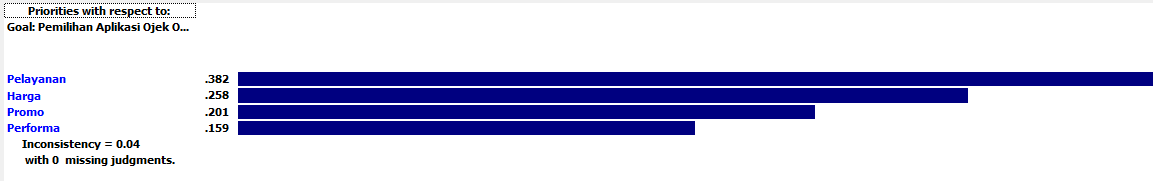 Priorities with respect to:
Goal: Pemilihan Aplikasi Ojek O...
Pelayanan .382
Harga .258
Promo .201
Performa .159
Inconsistency = 0.04
with 0 missing judgments.